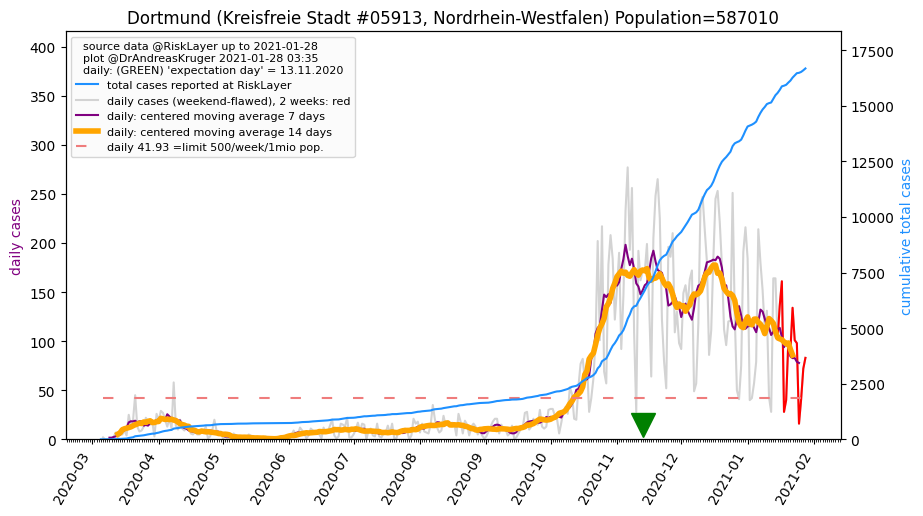 Dortmund (Kreisfreie Stadt #05913, Nordrhein-Westfalen) Population=587010
source data @RiskLayer up to 2021-01-28
plot @DrAndreasKruger 2021-01-28 03:35
daily: (GREEN) 'expectation day' = 13.11.2020
total cases reported at RiskLayer
daily cases (weekend-flawed), 2 weeks: red
daily: centered moving average 7 days
daily: centered moving average 14 days
daily 41.93 =limit 500/week/1mio pop.
daily cases
400
350
300
250
200
150
100
50
0
cumulative total cases
17500
15000
12500
10000
7500
5000
2500
0
2020-03
2020-04
2020-05
2020-06
2020-07
2020-08
2020-09
2020-10
2020-11
2020-12
2021-01
2021-02